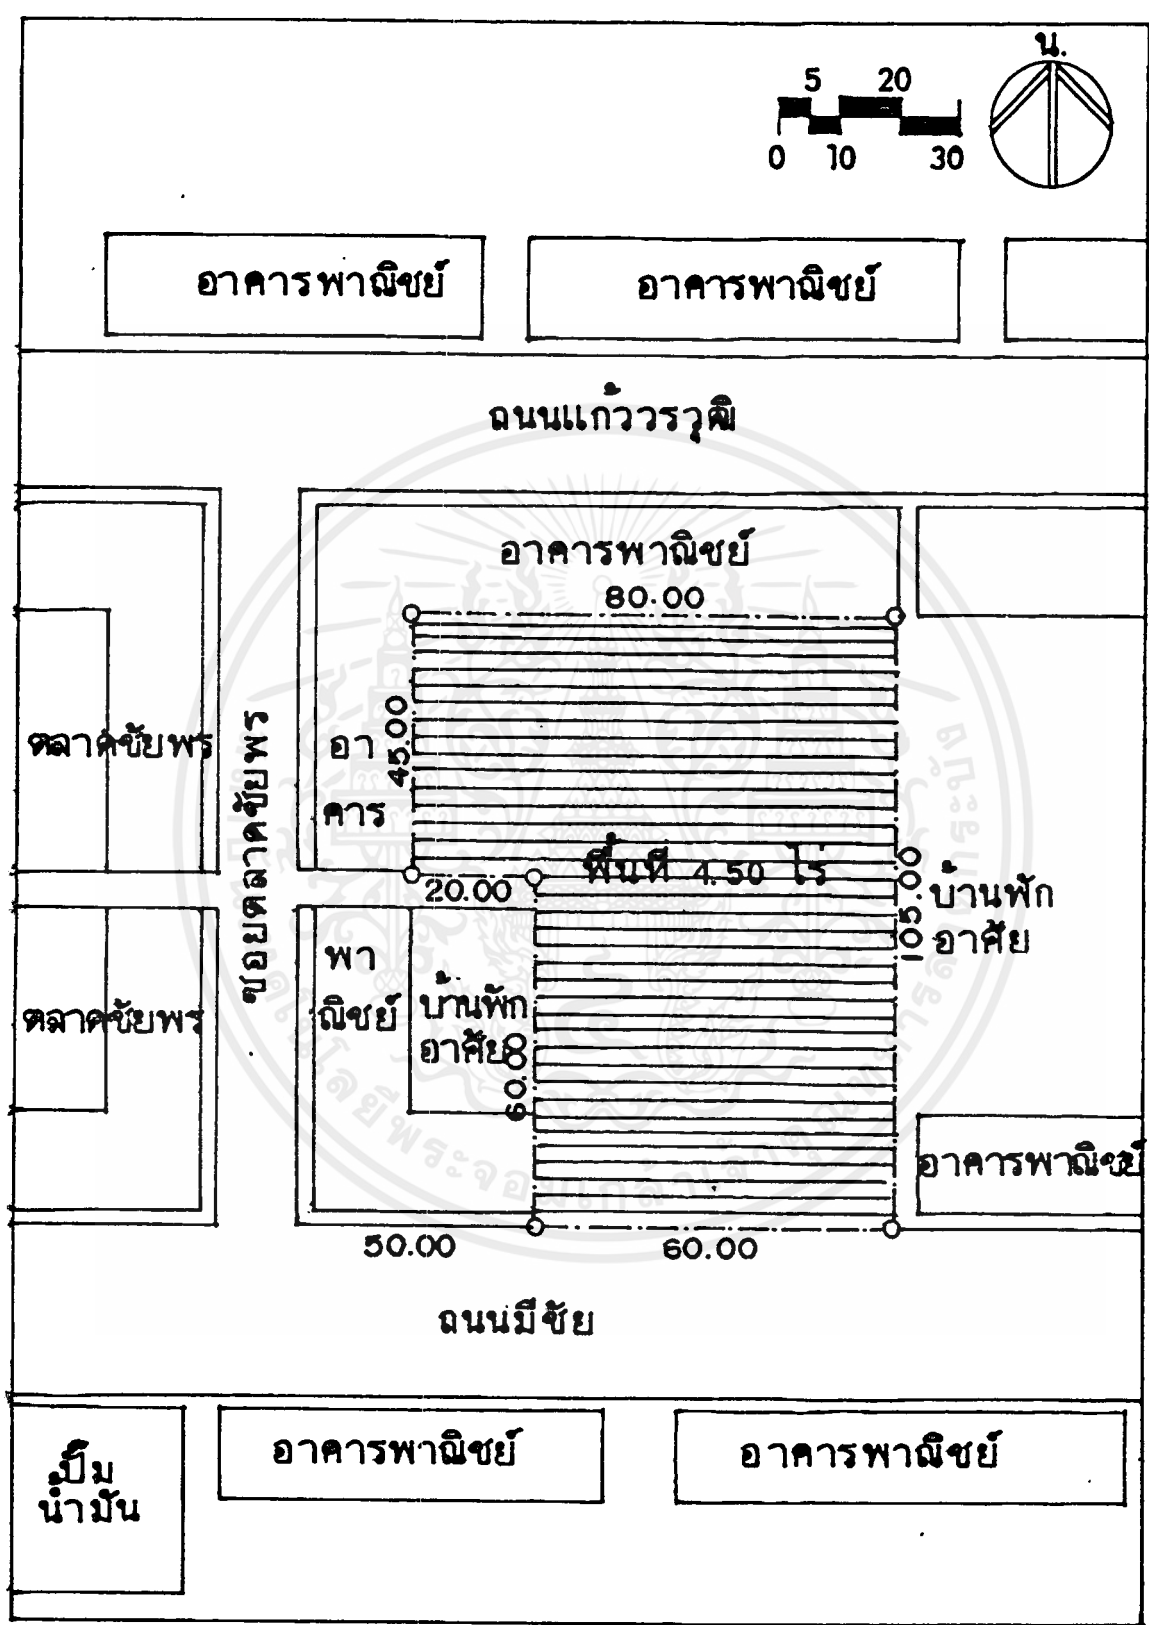 น.
5 20
0 10 30
อาคารพาณิชย์
อาคารพาณิชย์
ถนนแก้ววรวุฒิ
อาคารพาณิชย์
80.00
45.00
ตลาดชัยพร
ซอยตลาดชัยพร
อา
คาร
พื้นที่ 4.50 ไร่
20.00
105.00
บ้านพัก
อาศัย
พา
ณิชย์
บ้านพัก
อาศัย
60.00
ตลาดชัยพร
อาคารพาณิชย์
50.00
60.00
ถนนมีชัย
อาคารพาณิชย์
อาคารพาณิชย์
ปั๊ม
น้ำมัน